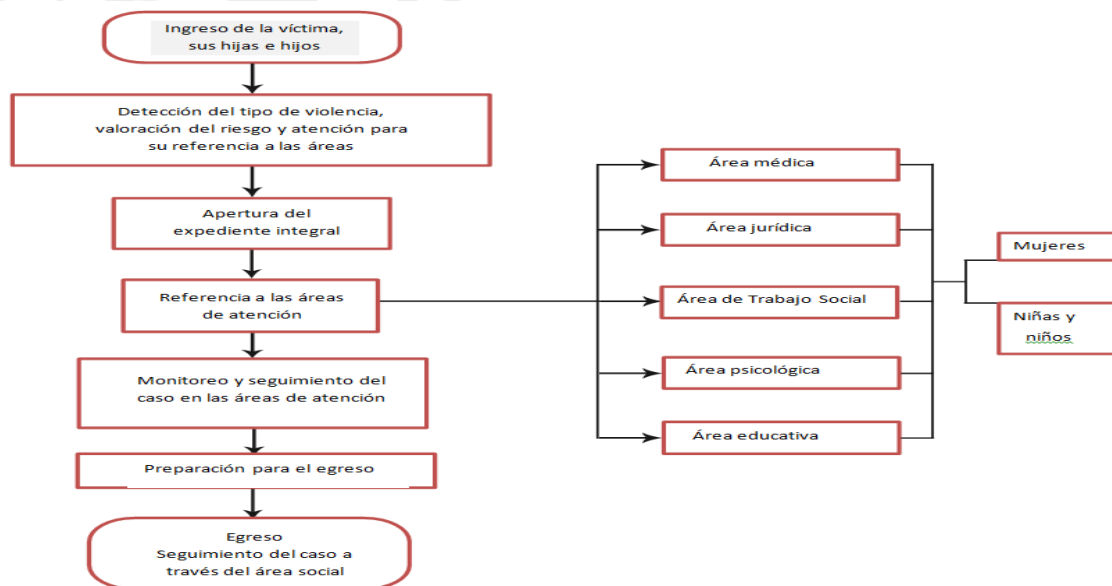 Ingreso de la víctima,
sus hijas e hijos
Detección del tipo de violencia,
valoración del riesgo y atención para
su referencia a las áreas
Apertura del
expediente integral
Referencia a las áreas
de atención
Monitoreo y seguimiento del
caso en las áreas de atención
Preparación para el egreso
Egreso
Seguimiento del caso a
través del área social
Área médica
Área jurídica
Área de Trabajo Social
Área psicológica
Área educativa
Mujeres
Niñas y
niños